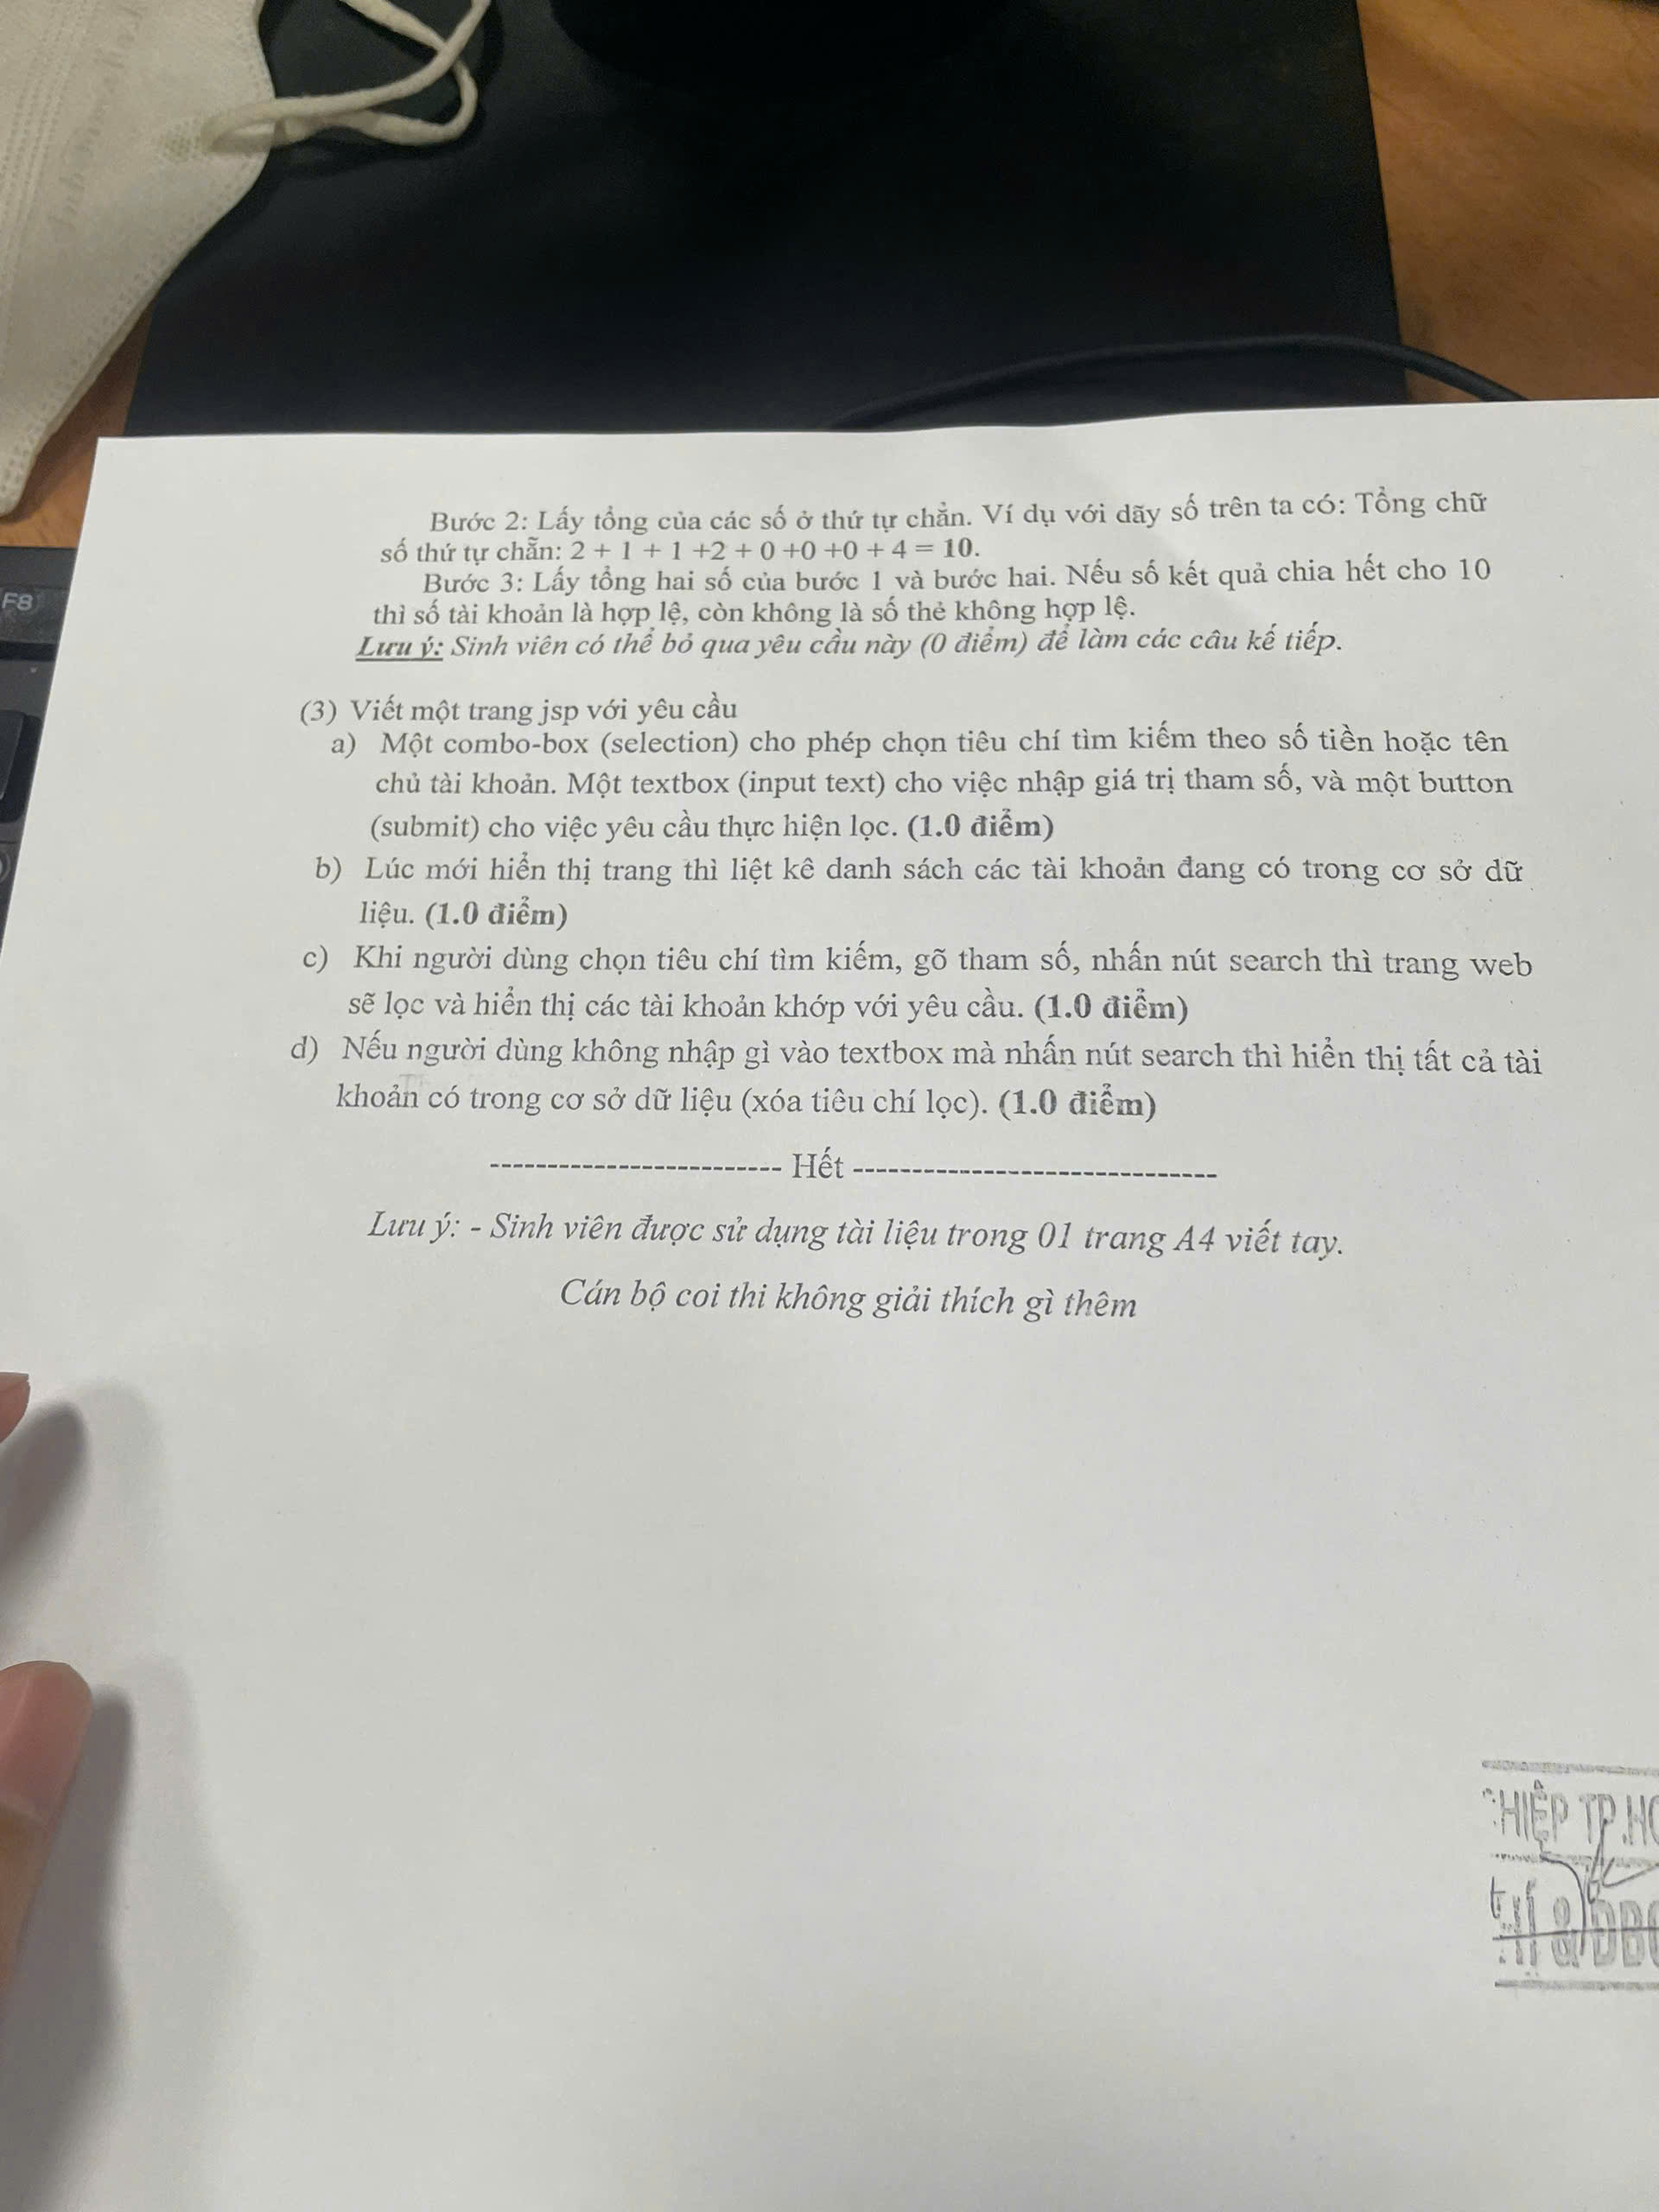 Bước 2: Lấy tổng của các số ở thứ tự chẵn. Ví dụ với dãy số trên ta có: Tổng chữ
số thứ tự chẵn: 2 + 1 + 1 +2 + 0 +0 +0 + 4 = 10.
Bước 3: Lấy tổng hai số của bước 1 và bước hai. Nếu số kết quả chia hết cho 10
thì số tài khoản là hợp lệ, còn không là số thẻ không hợp lệ.
Lưu ý: Sinh viên có thể bỏ qua yêu cầu này (0 điểm) để làm các câu kế tiếp.
(3) Viết một trang jsp với yêu cầu
a) Một combo-box (selection) cho phép chọn tiêu chí tìm kiếm theo số tiền hoặc tên
chủ tài khoản. Một textbox (input text) cho việc nhập giá trị tham số, và một button
(submit) cho việc yêu cầu thực hiện lọc. (1.0 điểm)
b) Lúc mới hiển thị trang thì liệt kê danh sách các tài khoản đang có trong cơ sở dữ
liệu. (1.0 điểm)
c) Khi người dùng chọn tiêu chí tìm kiếm, gõ tham số, nhấn nút search thì trang web
sẽ lọc và hiển thị các tài khoản khớp với yêu cầu. (1.0 điểm)
d) Nếu người dùng không nhập gì vào textbox mà nhấn nút search thì hiển thị tất cả tài
khoản có trong cơ sở dữ liệu (xóa tiêu chí lọc). (1.0 điểm)
------------------------- Hết -------------------------------
Lưu ý: - Sinh viên được sử dụng tài liệu trong 01 trang A4 viết tay.
Cán bộ coi thi không giải thích gì thêm
F8
HIỆP TP.H